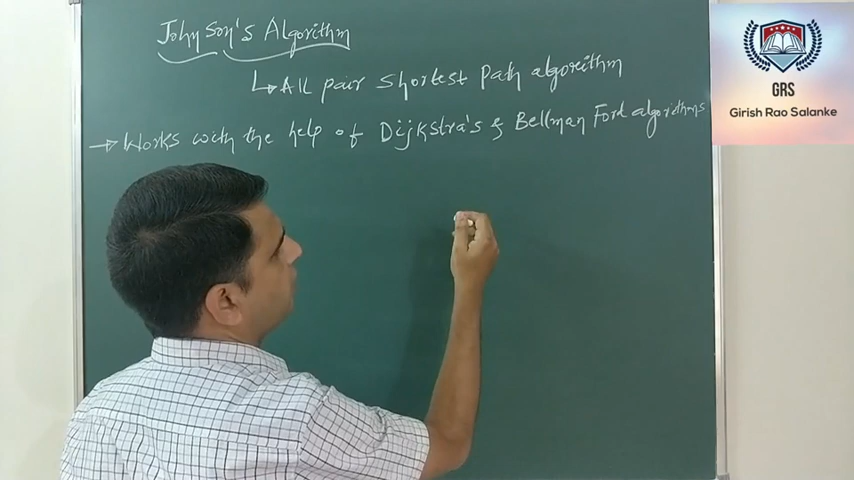 Johnson's Algorithm
↳ All pair shortest path algorithm
→ Works with the help of Dijkstra's & Bellman Ford algorithms
GRS
Girish Rao Salanke